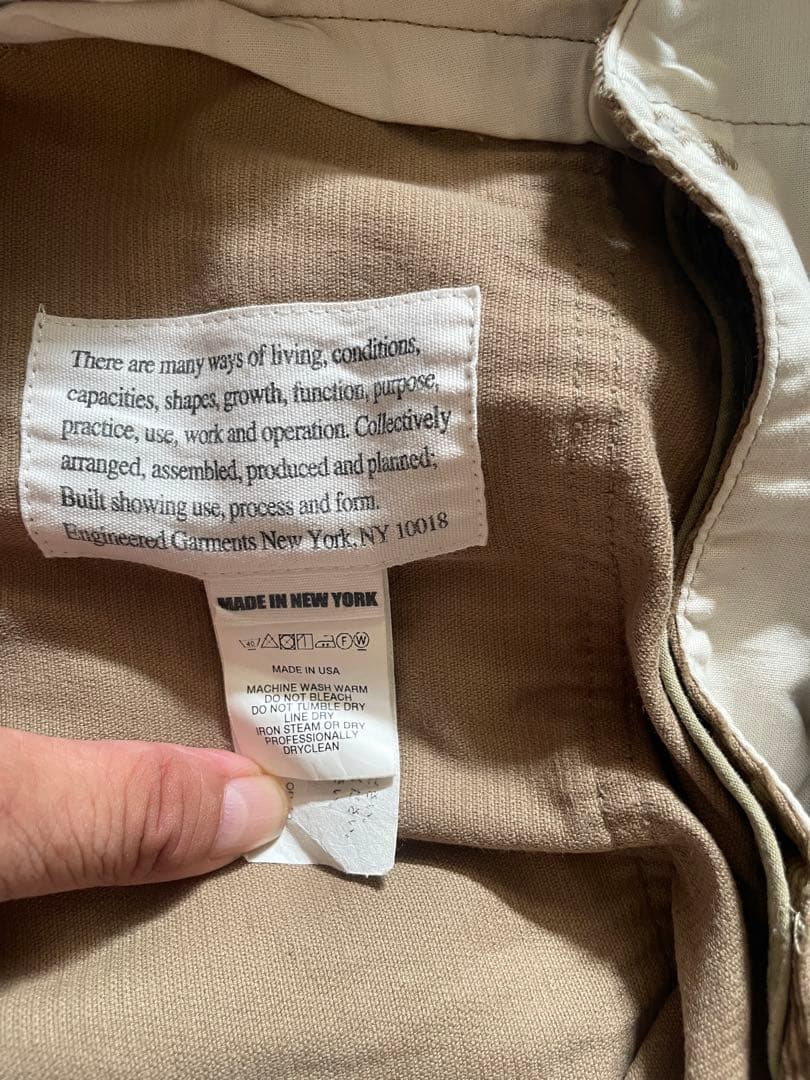 There are many ways of living, conditions,
capacities, shapes, growth, function, purpose,
practice, use, work and operation. Collectively
arranged, assembled, produced and planned;
Built showing use, process and form.
Engineered Garments New York, NY 10018
MADE IN NEW YORK
MADE IN USA
MACHINE WASH WARM
DO NOT BLEACH
DO NOT TUMBLE DRY
LINE DRY
IRON STEAM OR DRY
PROFESSIONALLY
DRYCLEAN